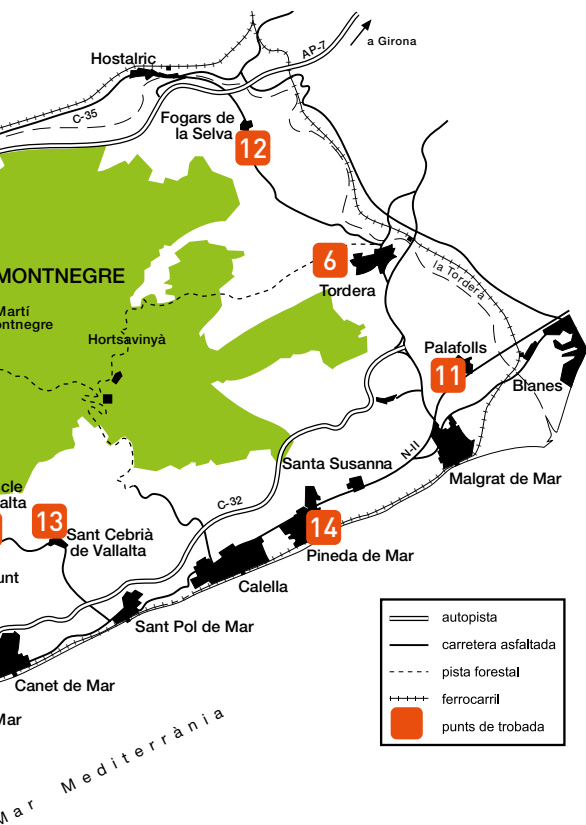 a Girona
AP-7
Hostalric
C-35
Fogars de
la Selva
12
MONTNEGRE
6
la Tordera
Tordera
Martí
ontnegre
Hortsavinyà
Palafolls
11
Blanes
N-II
Santa Susanna
Malgrat de Mar
cle
alta
C-32
13
Sant Cebrià
de Vallalta
14
Pineda de Mar
unt
Calella
Sant Pol de Mar
Canet de Mar
Mar
Mar Mediterrània
autopista
carretera asfaltada
pista forestal
ferrocarril
punts de trobada